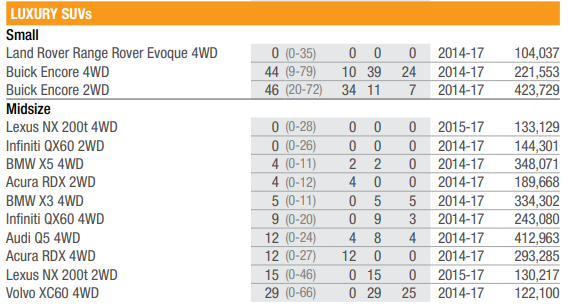 LUXURY SUVs
Small
Land Rover Range Rover Evoque 4WD 0 (0-35) 0 0 0 2014-17 104,037
Buick Encore 4WD 44 (9-79) 10 39 24 2014-17 221,553
Buick Encore 2WD 46 (20-72) 34 11 7 2014-17 423,729
Midsize
Lexus NX 200t 4WD 0 (0-28) 0 0 0 2015-17 133,129
Infiniti QX60 2WD 0 (0-26) 0 0 0 2014-17 144,301
BMW X5 4WD 4 (0-11) 2 2 0 2014-17 348,071
Acura RDX 2WD 4 (0-12) 4 0 0 2014-17 189,668
BMW X3 4WD 5 (0-11) 0 5 5 2014-17 334,302
Infiniti QX60 4WD 9 (0-20) 0 9 3 2014-17 243,080
Audi Q5 4WD 12 (0-24) 4 8 4 2014-17 412,963
Acura RDX 4WD 12 (0-27) 12 0 0 2014-17 293,285
Lexus NX 200t 2WD 15 (0-46) 0 15 0 2015-17 130,217
Volvo XC60 4WD 29 (0-66) 0 29 25 2014-17 122,100